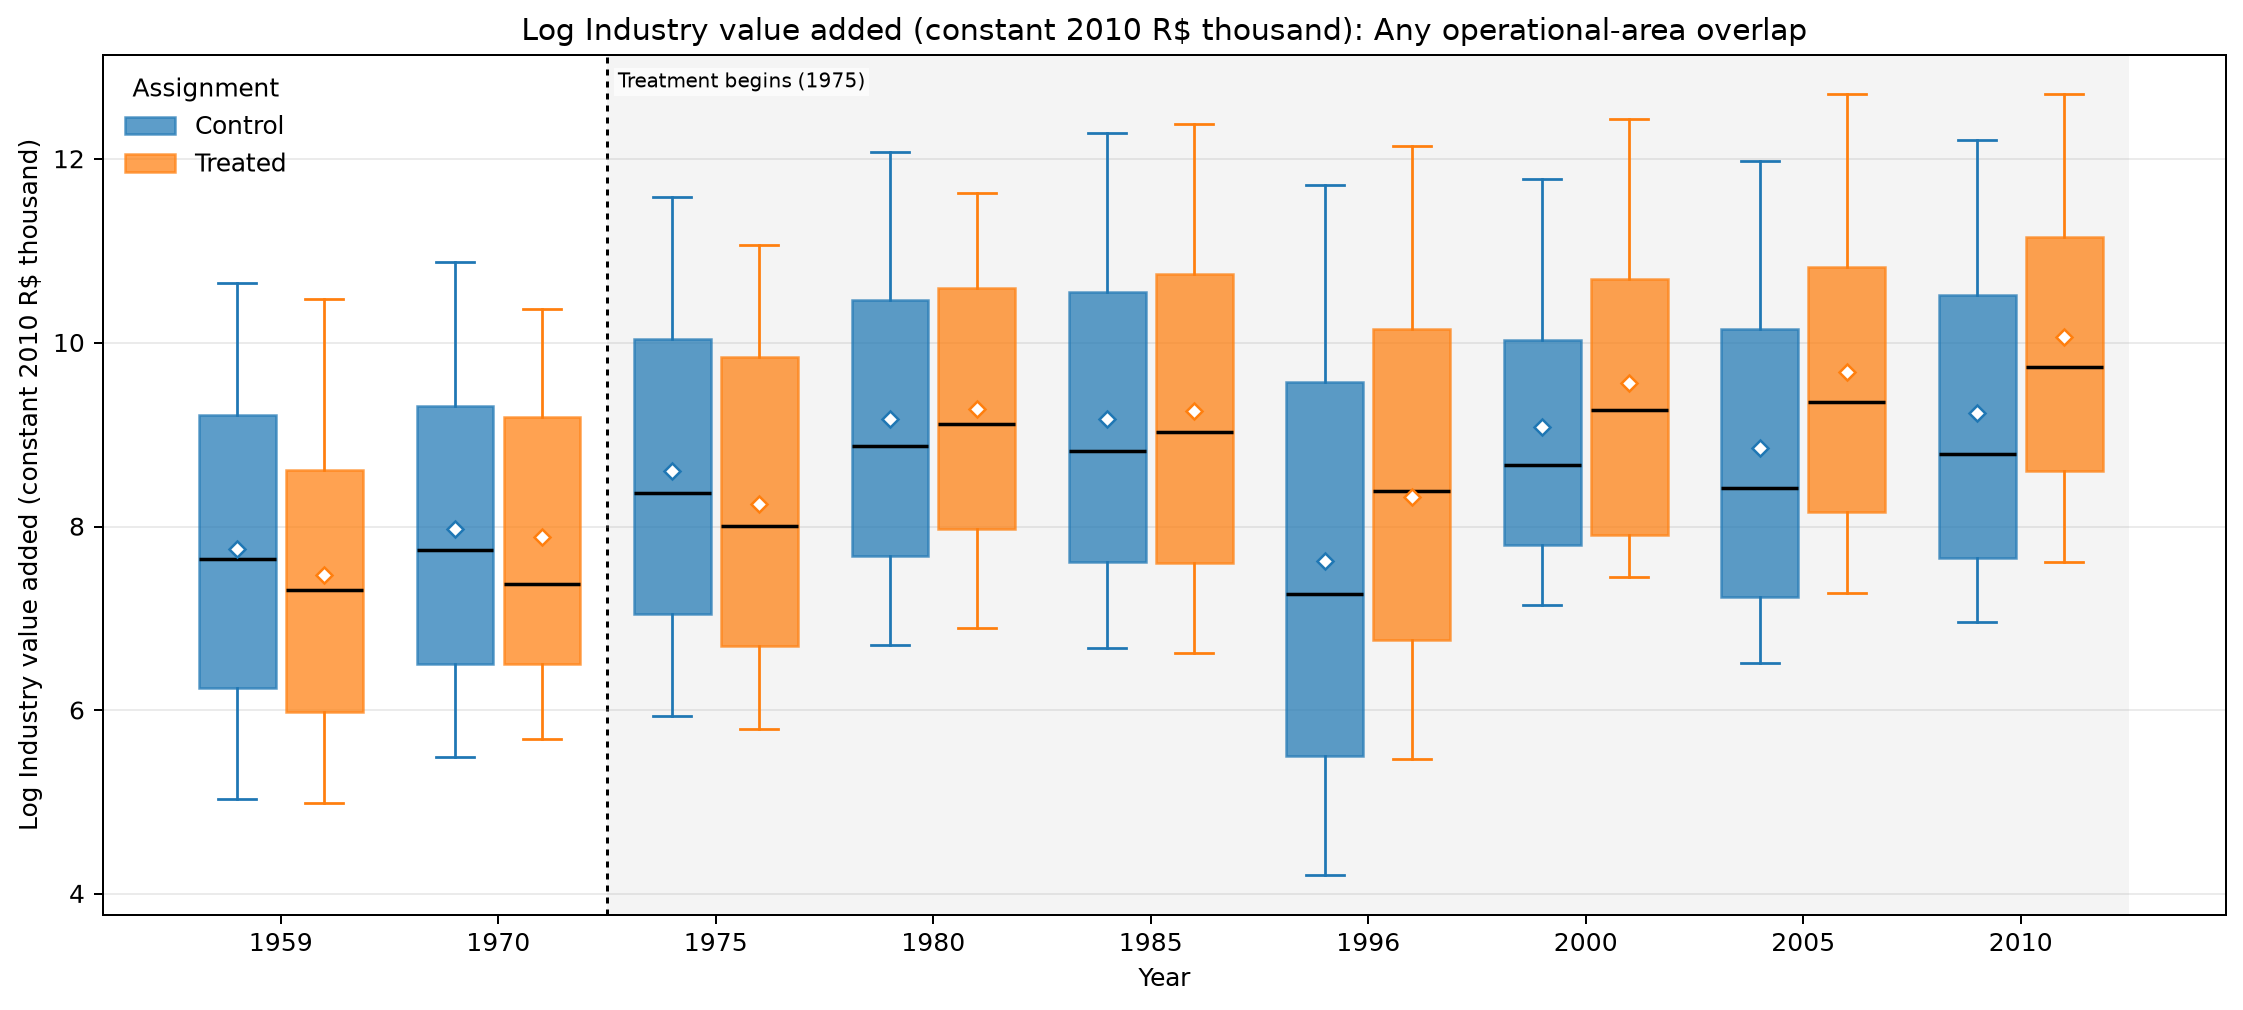 Log Industry value added (constant 2010 R$ thousand): Any operational-area overlap
Treatment begins (1975)
Assignment
Control
Treated
Log Industry value added (constant 2010 R$ thousand)
12
10
8
6
4
1959 1970 1975 1980 1985 1996 2000 2005 2010
Year